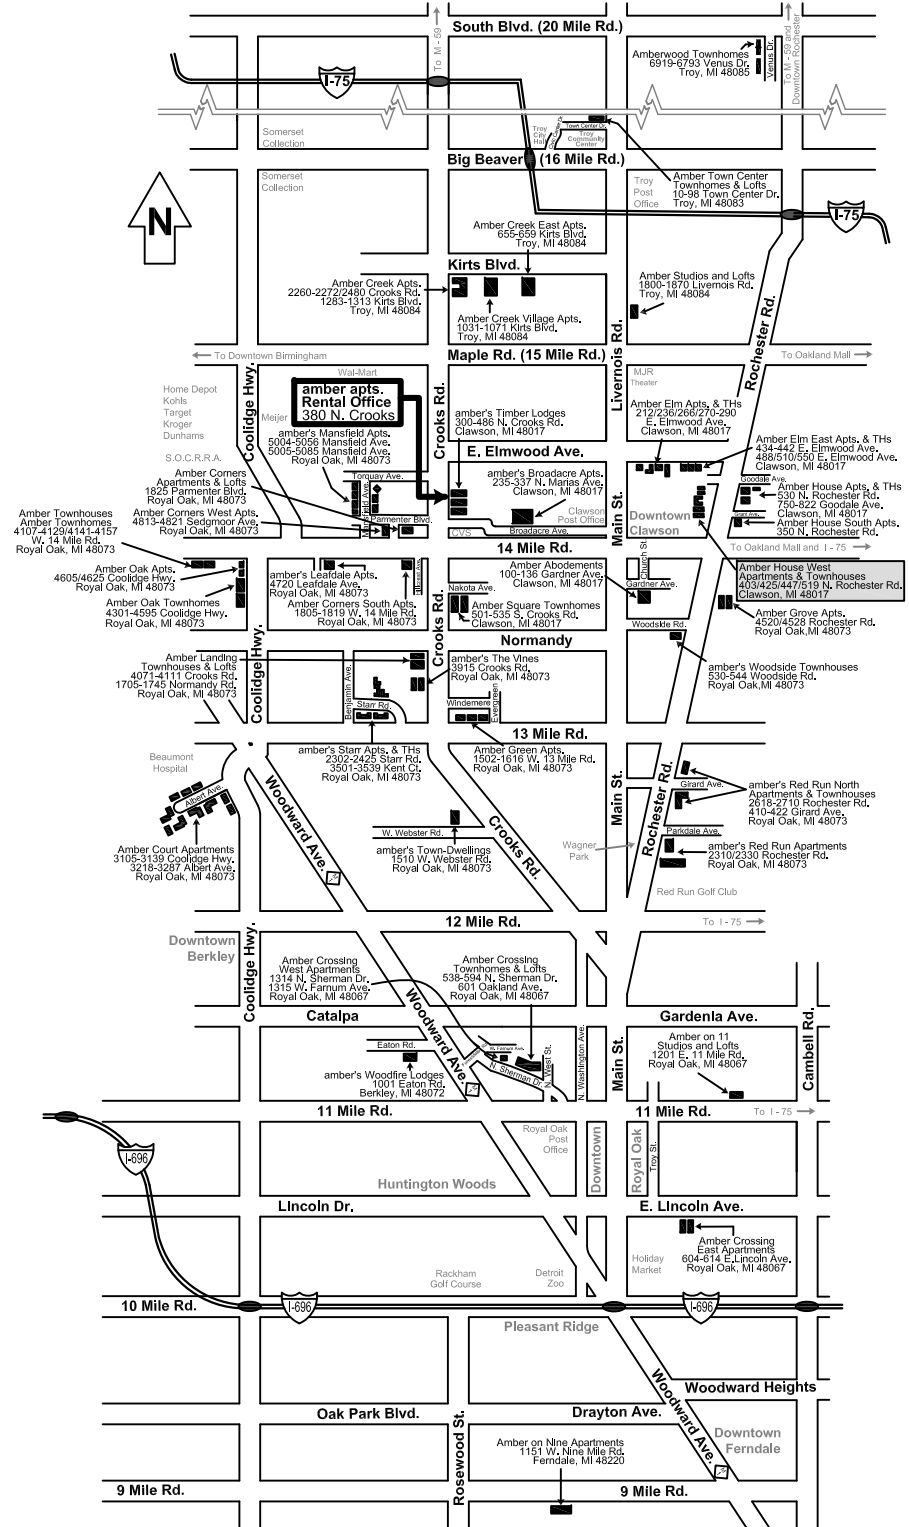 South Blvd. (20 Mile Rd.)
To M - 59
To M - 59 and
Downtown Rochester
Amberwood Townhomes
6919-6793 Venus Dr.
Troy, MI 48085
Venus Dr.
I-75
Somerset
Collection
Troy
City
Hall
Civic Center Dr.
Town Center Dr.
Troy
Community
Center
Big Beaver (16 Mile Rd.)
Somerset
Collection
Troy
Post
Office
Amber Town Center
Townhomes & Lofts
10-98 Town Center Dr.
Troy, MI 48083
N
I-75
Amber Creek East Apts.
655-659 Kirts Blvd.
Troy, MI 48084
Kirts Blvd.
Amber Creek Apts.
2260-2272/2480 Crooks Rd.
1283-1313 Kirts Blvd.
Troy, MI 48084
Amber Studios and Lofts
1800-1870 Livernois Rd.
Troy, MI 48084
Amber Creek Village Apts.
1031-1071 Kirts Blvd.
Troy, MI 48084
Livernois Rd.
Rochester Rd.
To Downtown Birmingham
Maple Rd. (15 Mile Rd.)
To Oakland Mall
Wal-Mart
MJR
Theater
Home Depot
Kohls
Target
Kroger
Dunhams
Meijer
S.O.C.R.R.A.
Coolidge Hwy.
amber apts.
Rental Office
380 N. Crooks
Crooks Rd.
amber's Timber Lodges
300-486 N. Crooks Rd.
Clawson, MI 48017
Amber Elm Apts. & THs
212/236/266/270-290
E. Elmwood Ave.
Clawson, MI 48017
amber's Mansfield Apts.
5004-5056 Mansfield Ave.
5005-5085 Mansfield Ave.
Royal Oak, MI 48073
E. Elmwood Ave.
Amber Elm East Apts. & THs
434-442 E. Elmwood Ave.
488/510/550 E. Elmwood Ave.
Clawson, MI 48017
Amber Corners
Apartments & Lofts
1825 Parmenter Blvd.
Royal Oak, MI 48073
Torquay Ave.
Mansfield Ave.
amber's Broadacre Apts.
235-337 N. Marias Ave.
Clawson, MI 48017
Goodale Ave.
Amber House Apts. & THs
530 N. Rochester Rd.
750-822 Goodale Ave.
Clawson, MI 48017
Grant Ave.
Amber House South Apts.
350 N. Rochester Rd.
Amber Townhouses
Amber Townhomes
4107-4129/4141-4157
W. 14 Mile Rd.
Royal Oak, MI 48073
Amber Corners West Apts.
4813-4821 Sedgmoor Ave.
Royal Oak, MI 48073
Parmenter Blvd.
Clawson
Post Office
CVS
Broadacre Ave.
Main St.
Downtown
Clawson
14 Mile Rd.
To Oakland Mall and I - 75
Amber Oak Apts.
4605/4625 Coolidge Hwy.
Royal Oak, MI 48073
amber's Leafdale Apts.
4720 Leafdale Ave.
Royal Oak, MI 48073
Amber Abodements
100-136 Gardner Ave.
Clawson, MI 48017
Church St.
Gardner Ave.
Amber House West
Apartments & Townhouses
403/425/447/519 N. Rochester Rd.
Clawson, MI 48017
Nakota Ave.
Amber Oak Townhomes
4301-4595 Coolidge Hwy.
Royal Oak, MI 48073
Amber Corners South Apts.
1805-1819 W. 14 Mile Rd.
Royal Oak, MI 48073
Amber Square Townhomes
501-535 S. Crooks Rd.
Clawson, MI 48017
Amber Grove Apts.
4520/4528 Rochester Rd.
Royal Oak,MI 48073
Woodside Rd.
Crooks Rd.
Normandy
Coolidge Hwy.
Amber Landing
Townhouses & Lofts
4071-4111 Crooks Rd.
1705-1745 Normandy Rd.
Royal Oak, MI 48073
Benjamin Ave.
amber's The Vines
3915 Crooks Rd.
Royal Oak, MI 48073
amber's Woodside Townhouses
530-544 Woodside Rd.
Royal Oak,MI 48073
Starr Rd.
Windemere
Evergreen
13 Mile Rd.
Beaumont
Hospital
amber's Starr Apts. & THs
2302-2425 Starr Rd.
3501-3539 Kent Ct.
Royal Oak, MI 48073
Amber Green Apts.
1502-1616 W. 13 Mile Rd.
Royal Oak, MI 48073
Albert Ave.
Woodward Ave.
Main St.
Rochester Rd.
Girard Ave.
amber's Red Run North
Apartments & Townhouses
2618-2710 Rochester Rd.
410-422 Girard Ave.
Royal Oak, MI 48073
Parkdale Ave.
W. Webster Rd.
Crooks Rd.
Amber Court Apartments
3105-3139 Coolidge Hwy.
3218-3287 Albert Ave.
Royal Oak, MI 48073
amber's Town-Dwellings
1510 W. Webster Rd.
Royal Oak, MI 48073
Wagner
Park
amber's Red Run Apartments
2310/2330 Rochester Rd.
Royal Oak, MI 48073
Red Run Golf Club
12 Mile Rd.
To I - 75
Downtown
Berkley
Coolidge Hwy.
Amber Crossing
West Apartments
1314 N. Sherman Dr.
1315 W. Farnum Ave.
Royal Oak, MI 48067
Amber Crossing
Townhomes & Lofts
538-594 N. Sherman Dr.
601 Oakland Ave.
Royal Oak, MI 48067
Catalpa
Woodward Ave.
Gardenia Ave.
Cambell Rd.
Eaton Rd.
W. Farnum Ave.
N. Sherman Dr.
N. West St.
N. Washington Ave.
Main St.
Amber on 11
Studios and Lofts
1201 E. 11 Mile Rd.
Royal Oak, MI 48067
amber's Woodfire Lodges
1001 Eaton Rd.
Berkley, MI 48072
11 Mile Rd.
11 Mile Rd.
To I - 75
I-696
Royal Oak
Post
Office
Downtown
Royal Oak
Troy St.
Huntington Woods
Lincoln Dr.
E. Lincoln Ave.
Amber Crossing
East Apartments
604-614 E.Lincoln Ave.
Royal Oak, MI 48067
Holiday
Market
Rackham
Golf Course
Detroit
Zoo
10 Mile Rd.
I-696
I-696
Pleasant Ridge
Woodward Ave.
Woodward Heights
Oak Park Blvd.
Drayton Ave.
Rosewood St.
Downtown
Ferndale
Amber on Nine Apartments
1151 W. Nine Mile Rd.
Ferndale, MI 48220
9 Mile Rd.
9 Mile Rd.